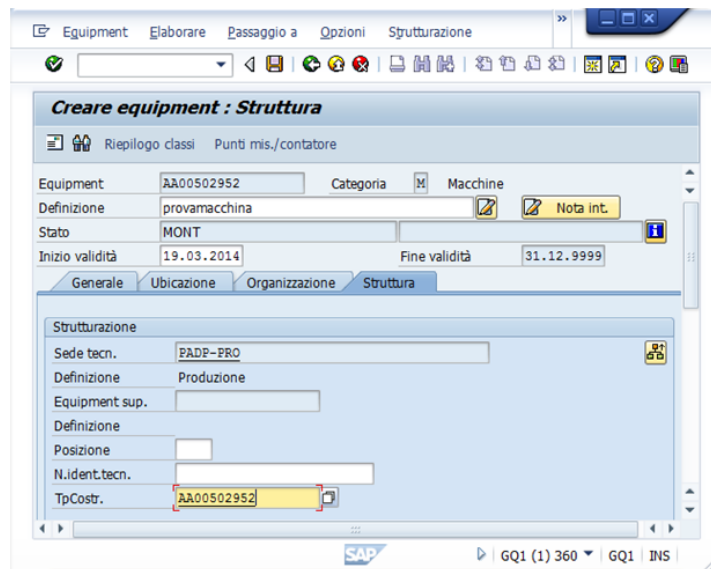 Equipment Elaborare Passaggio a Opzioni Strutturazione »
Creare equipment : Struttura
Riepilogo classi Punti mis./contatore
Equipment AA00502952 Categoria M Macchine
Definizione provamacchina Nota int.
Stato MONT
Inizio validità 19.03.2014 Fine validità 31.12.9999
Generale Ubicazione Organizzazione Struttura
Strutturazione
Sede tecn. PADP-PRO
Definizione Produzione
Equipment sup.
Definizione
Posizione
N.ident.tecn.
TpCostr. AA00502952
SAP GQ1 (1) 360 GQ1 INS